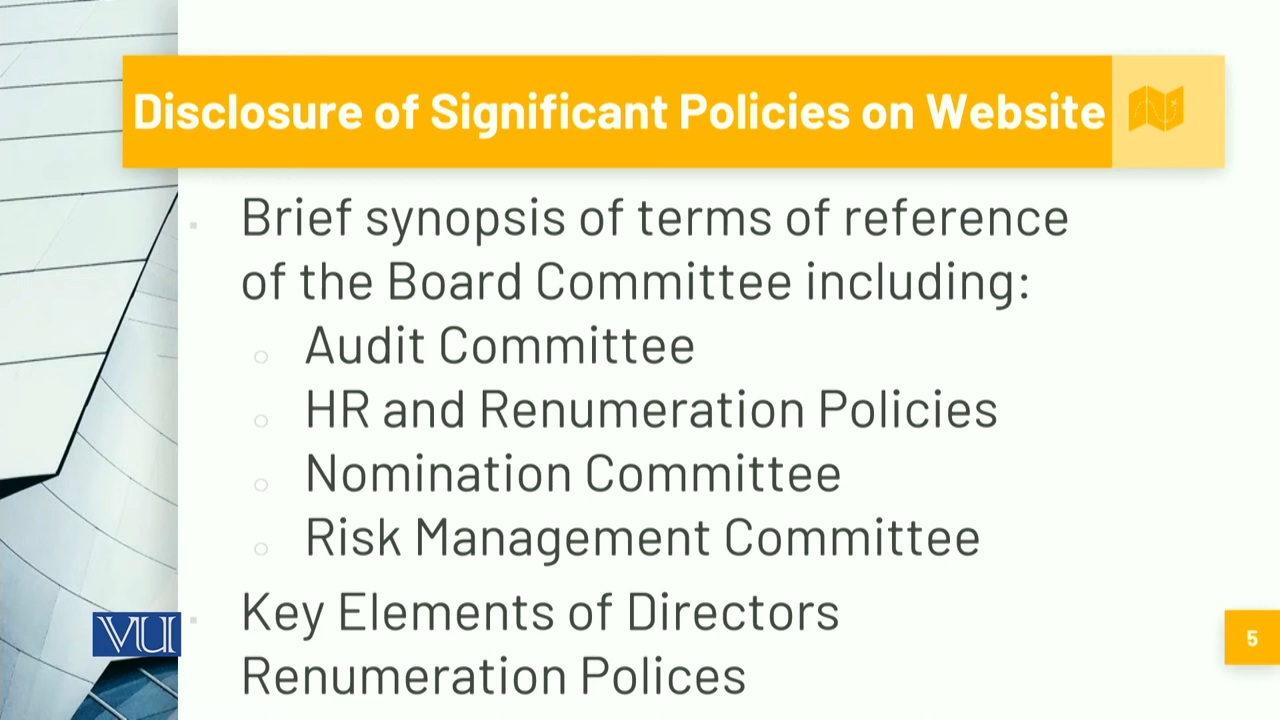 Disclosure of Significant Policies on Website
Brief synopsis of terms of reference
of the Board Committee including:
Audit Committee
HR and Renumeration Policies
Nomination Committee
Risk Management Committee
Key Elements of Directors
Renumeration Polices
VU
5